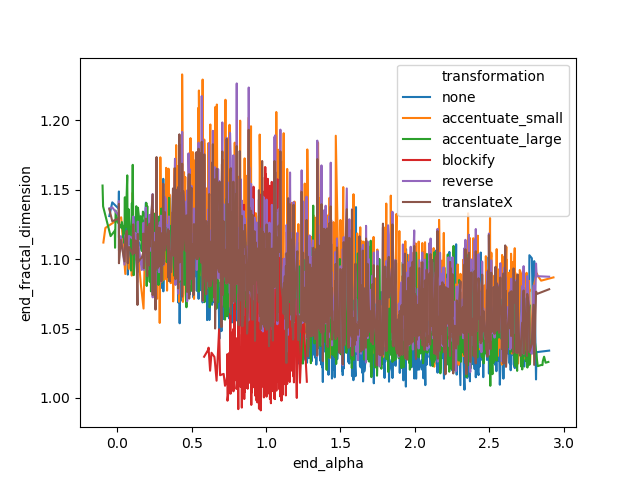 transformation
none
accentuate_small
accentuate_large
blockify
reverse
translateX
end_fractal_dimension
1.20
1.15
1.10
1.05
1.00
0.0 0.5 1.0 1.5 2.0 2.5 3.0
end_alpha